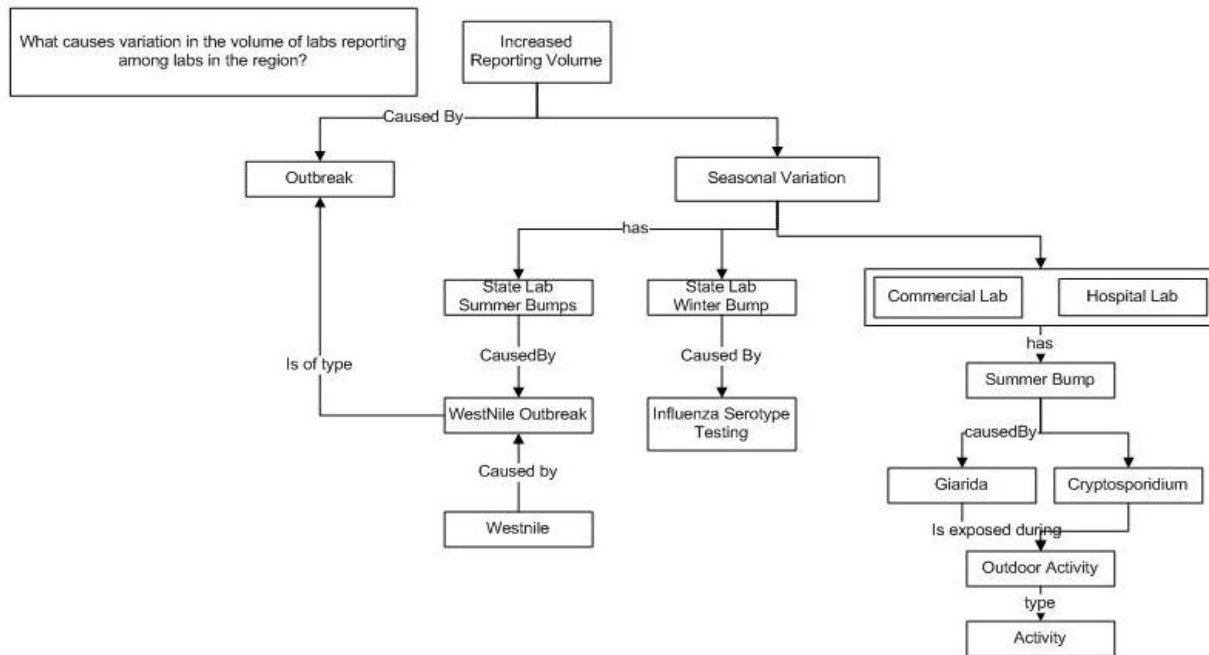 What causes variation in the volume of labs reporting
among labs in the region?
Increased
Reporting Volume
Caused By
Outbreak
Seasonal Variation
has
State Lab
Summer Bumps
State Lab
Winter Bump
Commercial Lab
Hospital Lab
has
CausedBy
Caused By
Is of type
Summer Bump
WestNile Outbreak
Influenza Serotype
Testing
causedBy
Caused by
Giarida
Cryptosporidium
Westnile
Is exposed during
Outdoor Activity
type
Activity